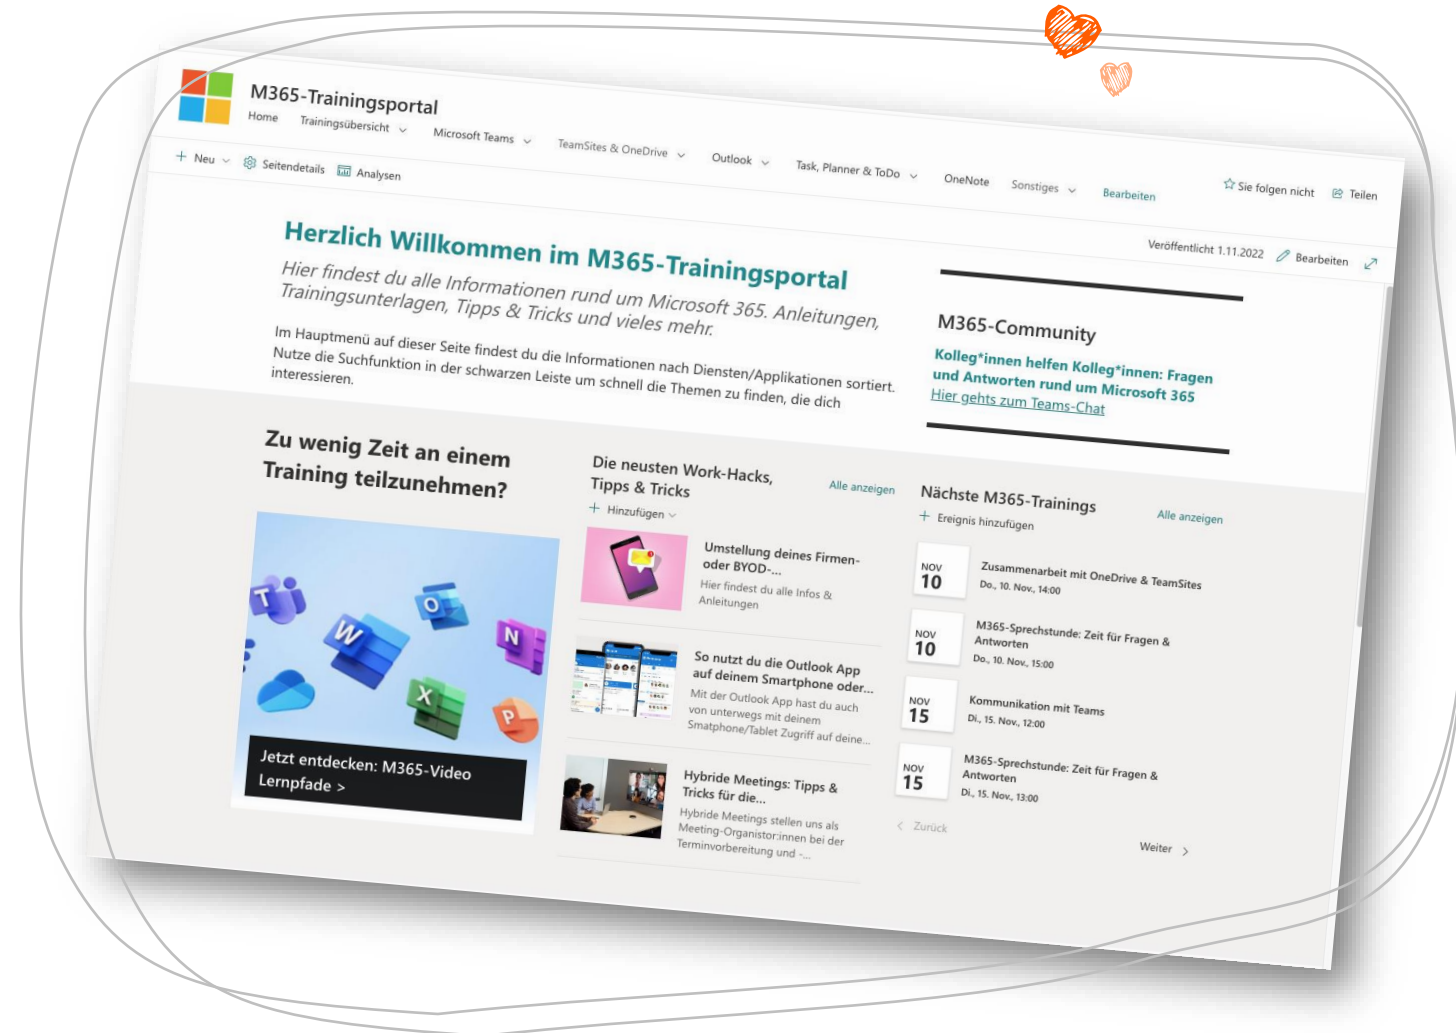 M365-Trainingsportal
Home Trainingsübersicht Microsoft Teams TeamSites & OneDrive Outlook Task, Planner & ToDo OneNote Sonstiges Bearbeiten
Sie folgen nicht Teilen
+ Neu Seitendetails Analysen
Veröffentlicht 1.11.2022 Bearbeiten
Herzlich Willkommen im M365-Trainingsportal
Hier findest du alle Informationen rund um Microsoft 365. Anleitungen,
Trainingsunterlagen, Tipps & Tricks und vieles mehr.
Im Hauptmenü auf dieser Seite findest du die Informationen nach Diensten/Applikationen sortiert.
Nutze die Suchfunktion in der schwarzen Leiste um schnell die Themen zu finden, die dich
interessieren.
M365-Community
Kolleg*innen helfen Kolleg*innen: Fragen
und Antworten rund um Microsoft 365
Hier gehts zum Teams-Chat
Zu wenig Zeit an einem
Training teilzunehmen?
T
W
O
N
X
P
Jetzt entdecken: M365-Video
Lernpfade >
Die neusten Work-Hacks,
Tipps & Tricks
Alle anzeigen
+ Hinzufügen
Umstellung deines Firmen-
oder BYOD-...
Hier findest du alle Infos &
Anleitungen
So nutzt du die Outlook App
auf deinem Smartphone oder...
Mit der Outlook App hast du auch
von unterwegs mit deinem
Smatphone/Tablet Zugriff auf deine...
Hybride Meetings: Tipps &
Tricks für die...
Hybride Meetings stellen uns als
Meeting-Organistor:innen bei der
Terminvorbereitung und -...
Nächste M365-Trainings
Alle anzeigen
+ Ereignis hinzufügen
NOV
10
Zusammenarbeit mit OneDrive & TeamSites
Do., 10. Nov., 14:00
NOV
10
M365-Sprechstunde: Zeit für Fragen &
Antworten
Do., 10. Nov., 15:00
NOV
15
Kommunikation mit Teams
Di., 15. Nov., 12:00
NOV
15
M365-Sprechstunde: Zeit für Fragen &
Antworten
Di., 15. Nov., 13:00
< Zurück
Weiter >